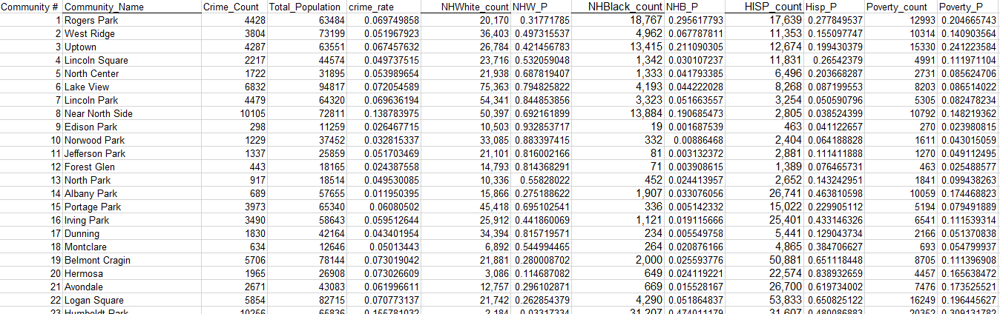 Community # Community_Name Crime_Count Total_Population crime_rate NHWhite_count NHW_P NHBlack_count NHB_P HISP_count Hisp_P Poverty_count Poverty_P
1 Rogers Park 4428 63484 0.069749858 20,170 0.31771785 18,767 0.295617793 17,639 0.277849537 12993 0.204665743
2 West Ridge 3804 73199 0.051967923 36,403 0.497315537 4,962 0.067787811 11,353 0.155097747 10314 0.140903564
3 Uptown 4287 63551 0.067457632 26,784 0.421456783 13,415 0.211090305 12,674 0.199430379 15330 0.241223584
4 Lincoln Square 2217 44574 0.049737515 23,716 0.532059048 1,342 0.030107237 11,831 0.26542379 4991 0.111971104
5 North Center 1722 31895 0.053989654 21,938 0.687819407 1,333 0.041793385 6,496 0.203668287 2731 0.085624706
6 Lake View 6832 94817 0.072054589 75,363 0.794825822 4,193 0.044222028 8,268 0.087199553 8203 0.086514022
7 Lincoln Park 4479 64320 0.069636194 54,341 0.844853856 3,323 0.051663557 3,254 0.050590796 5305 0.082478234
8 Near North Side 10105 72811 0.138783975 50,397 0.692161899 13,884 0.190685473 2,805 0.038524399 10792 0.148219362
9 Edison Park 298 11259 0.026467715 10,503 0.932853717 19 0.001687539 463 0.041122657 270 0.023980815
10 Norwood Park 1229 37452 0.032815337 33,085 0.883397415 332 0.00886468 2,404 0.064188828 1611 0.043015059
11 Jefferson Park 1337 25859 0.051703469 21,101 0.816002166 81 0.003132372 2,881 0.111411888 1270 0.049112495
12 Forest Glen 443 18165 0.024387558 14,793 0.814368291 71 0.003908615 1,389 0.076465731 463 0.025488577
13 North Park 917 18514 0.049530085 10,336 0.55828022 452 0.024413957 2,652 0.143242951 1841 0.099438263
14 Albany Park 689 57655 0.011950395 15,866 0.275188622 1,907 0.033076056 26,741 0.463810598 10059 0.174468823
15 Portage Park 3973 65340 0.06080502 45,418 0.695102541 336 0.005142332 15,022 0.229905112 5194 0.079491889
16 Irving Park 3490 58643 0.059512644 25,912 0.441860069 1,121 0.019115666 25,401 0.433146326 6541 0.111539314
17 Dunning 1830 42164 0.043401954 34,394 0.815719571 234 0.005549758 5,441 0.129043734 2166 0.051370838
18 Montclare 634 12646 0.05013443 6,892 0.544994465 264 0.020876166 4,865 0.384706627 693 0.054799937
19 Belmont Cragin 5706 78144 0.073019042 21,881 0.280008702 2,000 0.025593776 50,881 0.651118448 8705 0.111396908
20 Hermosa 1965 26908 0.073026609 3,086 0.114687082 649 0.024119221 22,574 0.838932659 4457 0.165638472
21 Avondale 2671 43083 0.061996611 12,757 0.296102871 669 0.015528167 26,700 0.619734002 7476 0.173525521
22 Logan Square 5854 82715 0.070773137 21,742 0.262854379 4,290 0.051864837 53,833 0.650825122 16249 0.196445627
23 Humboldt Park 10256 65836 0.155781032 2,184 0.03317334 31,207 0.474011179 31,607 0.480086883 20352 0.309131782